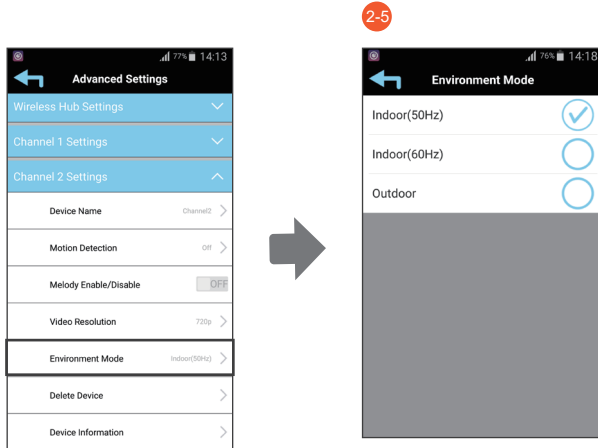 2-5
77% 14:13
Advanced Settings
Wireless Hub Settings
Channel 1 Settings
Channel 2 Settings
Device Name Channel2
Motion Detection Off
Melody Enable/Disable OFF
Video Resolution 720p
Environment Mode Indoor(50Hz)
Delete Device
Device Information
76% 14:18
Environment Mode
Indoor(50Hz)
Indoor(60Hz)
Outdoor